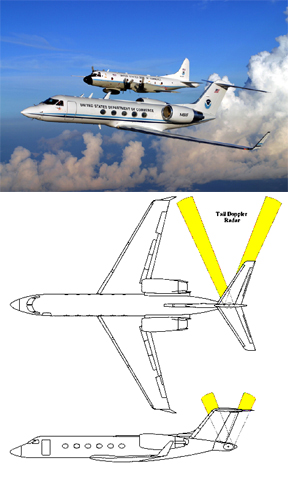 UNITED STATES DEPARTMENT OF COMMERCE
Tail Doppler
Radar